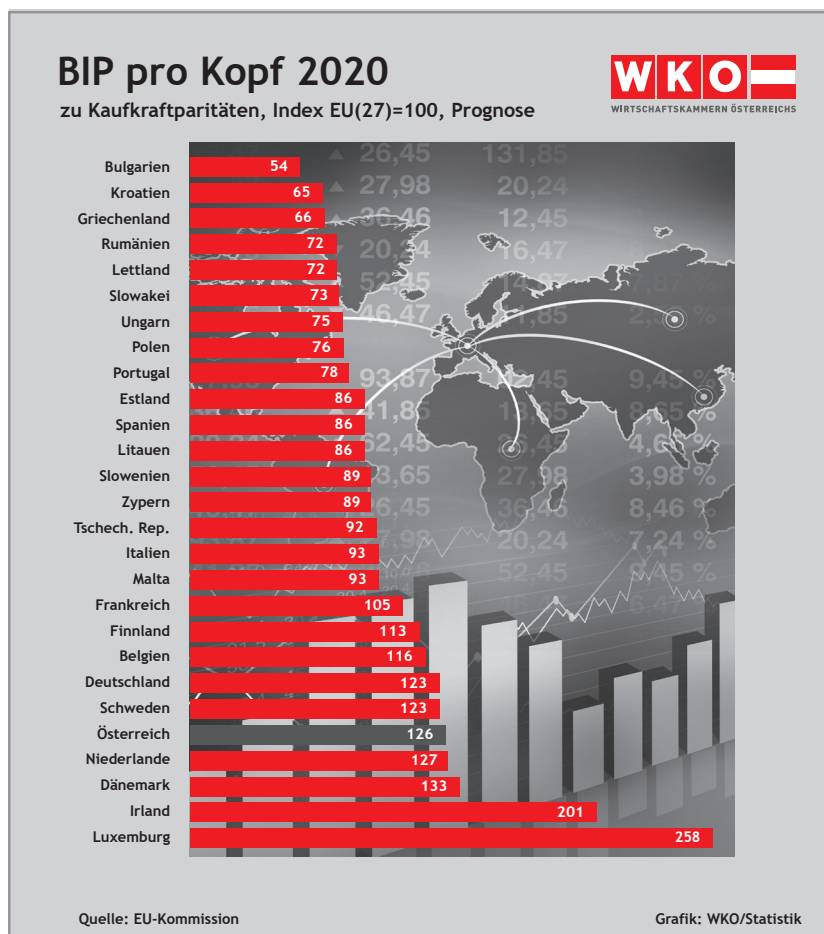 BIP pro Kopf 2020
zu Kaufkraftparitäten, Index EU(27)=100, Prognose
WKO
WIRTSCHAFTSKAMMERN ÖSTERREICHS
Bulgarien 54
Kroatien 65
Griechenland 66
Rumänien 72
Lettland 72
Slowakei 73
Ungarn 75
Polen 76
Portugal 78
Estland 86
Spanien 86
Litauen 86
Slowenien 89
Zypern 89
Tschech. Rep. 92
Italien 93
Malta 93
Frankreich 105
Finnland 113
Belgien 116
Deutschland 123
Schweden 123
Österreich 126
Niederlande 127
Dänemark 133
Irland 201
Luxemburg 258
Quelle: EU-Kommission
Grafik: WKO/Statistik